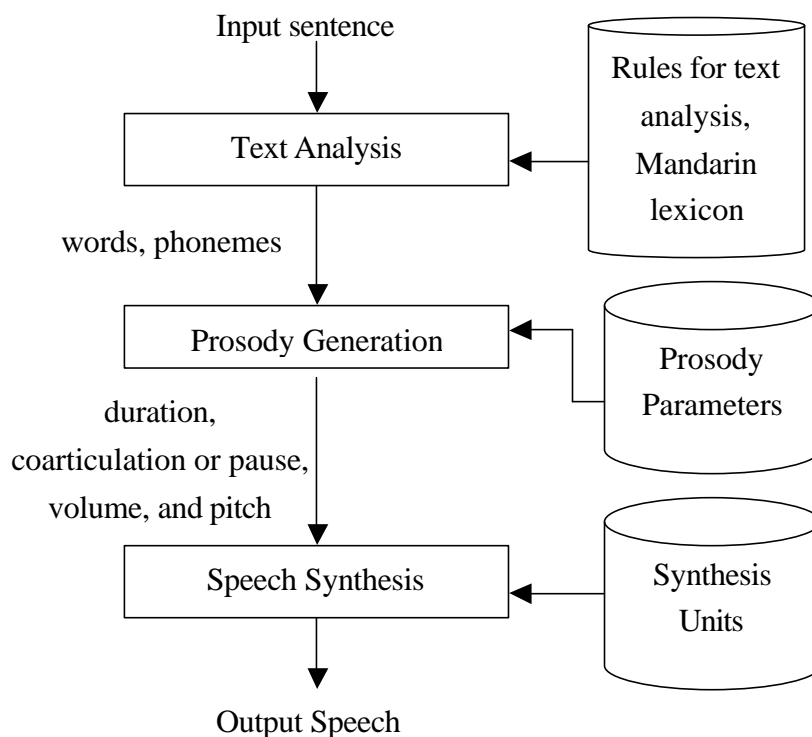 Input sentence
Rules for text
analysis,
Mandarin
lexicon
Text Analysis
words, phonemes
Prosody Generation
Prosody
Parameters
duration,
coarticulation or pause,
volume, and pitch
Speech Synthesis
Synthesis
Units
Output Speech